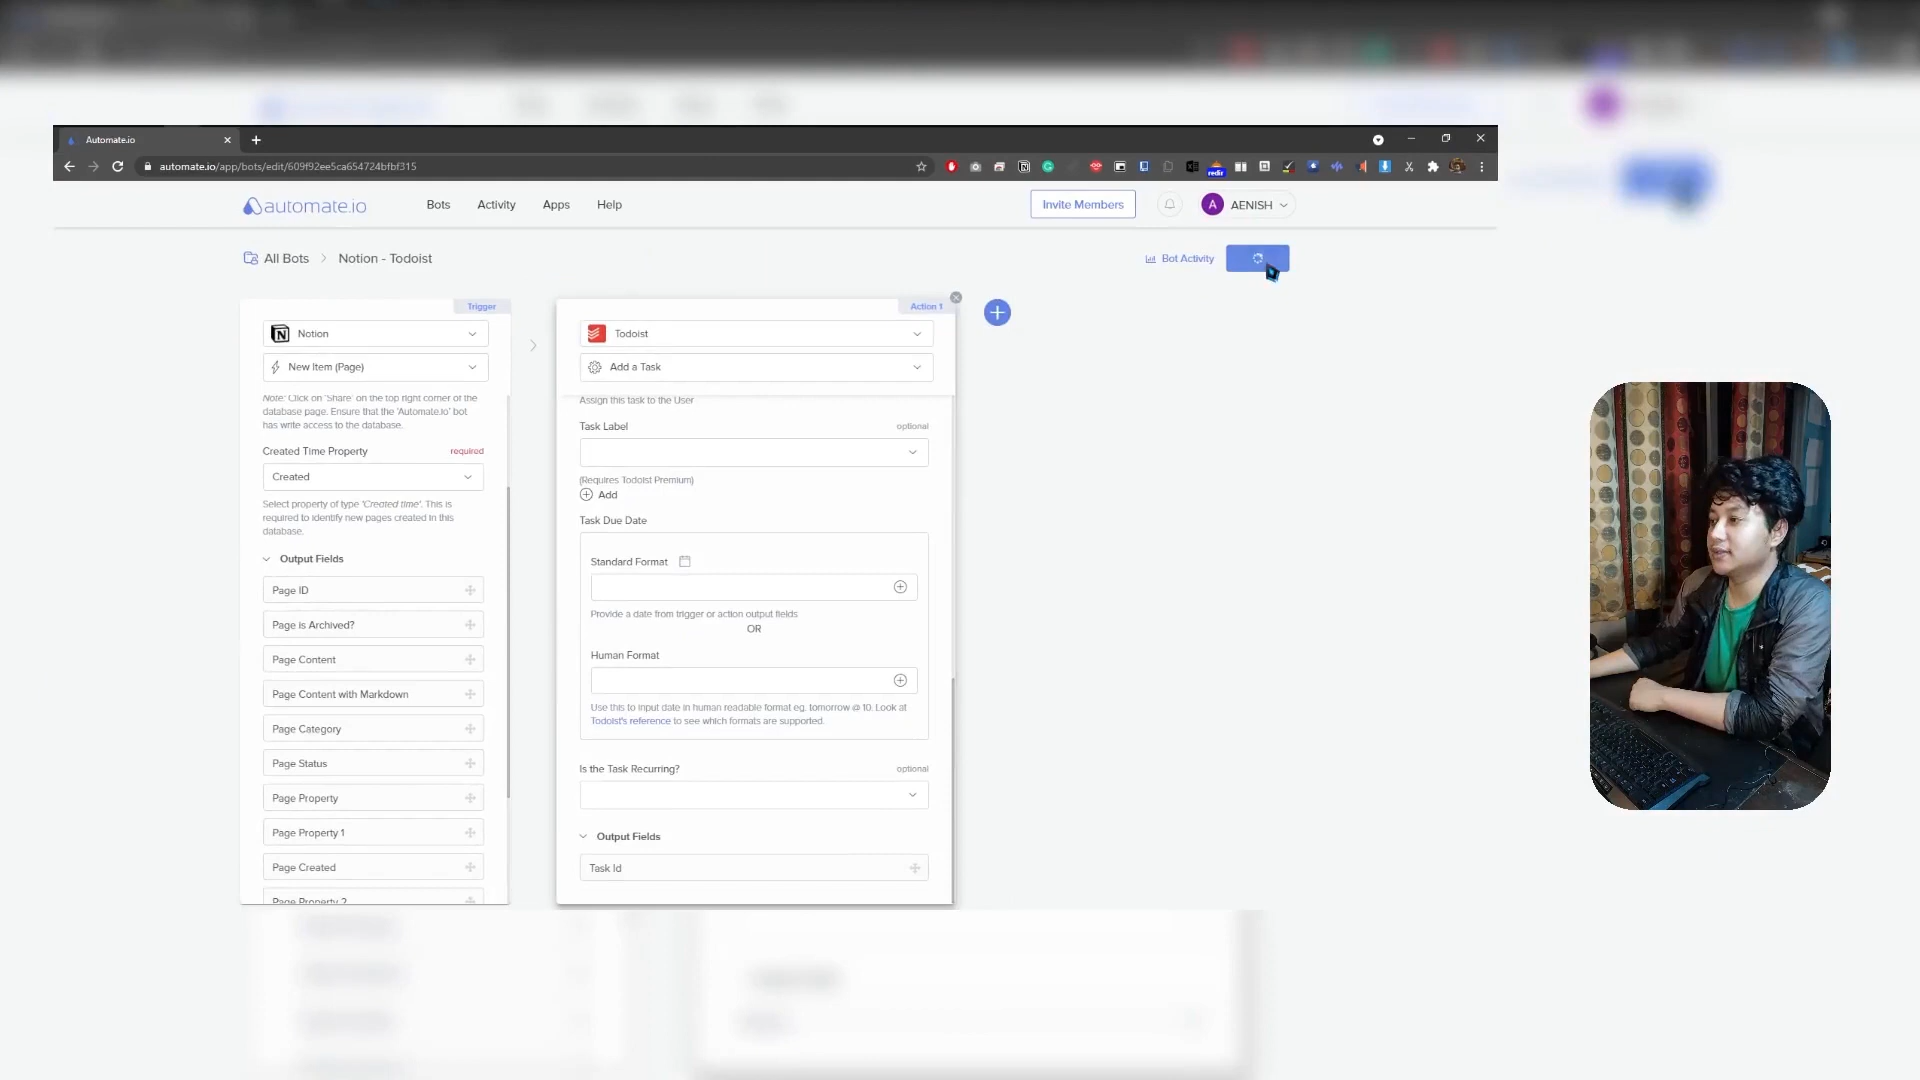 Automate.io
automate.io/app/bots/edit/609f92ee5ca654724bfbf315
redir
automate.io
Bots
Activity
Apps
Help
Invite Members
A
AENISH
All Bots
Notion - Todoist
Bot Activity
Trigger
Notion
New Item (Page)
Note: Click on 'Share' on the top right corner of the
database page. Ensure that the 'Automate.io' bot
has write access to the database.
Created Time Property
required
Created
Select property of type 'Created time'. This is
required to identify new pages created in this
database.
Output Fields
Page ID
Page is Archived?
Page Content
Page Content with Markdown
Page Category
Page Status
Page Property
Page Property 1
Page Created
Page Property 2
Action 1
Todoist
Add a Task
Assign this task to the User
Task Label
optional
(Requires Todoist Premium)
Add
Task Due Date
Standard Format
Provide a date from trigger or action output fields
OR
Human Format
Use this to input date in human readable format eg. tomorrow @ 10. Look at
Todoist's reference to see which formats are supported.
Is the Task Recurring?
optional
Output Fields
Task Id